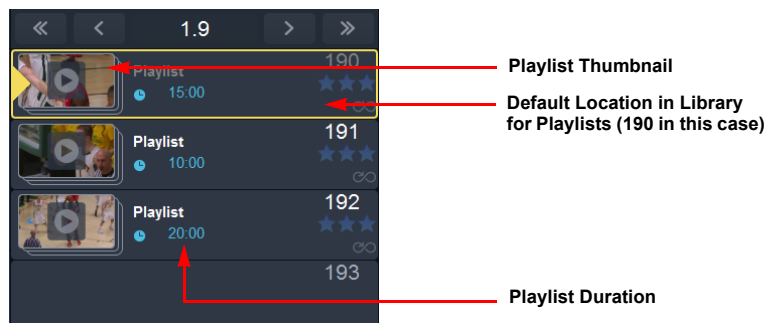 1.9
190
Playlist
15:00
191
Playlist
10:00
192
Playlist
20:00
193
Playlist Thumbnail
Default Location in Library
for Playlists (190 in this case)
Playlist Duration